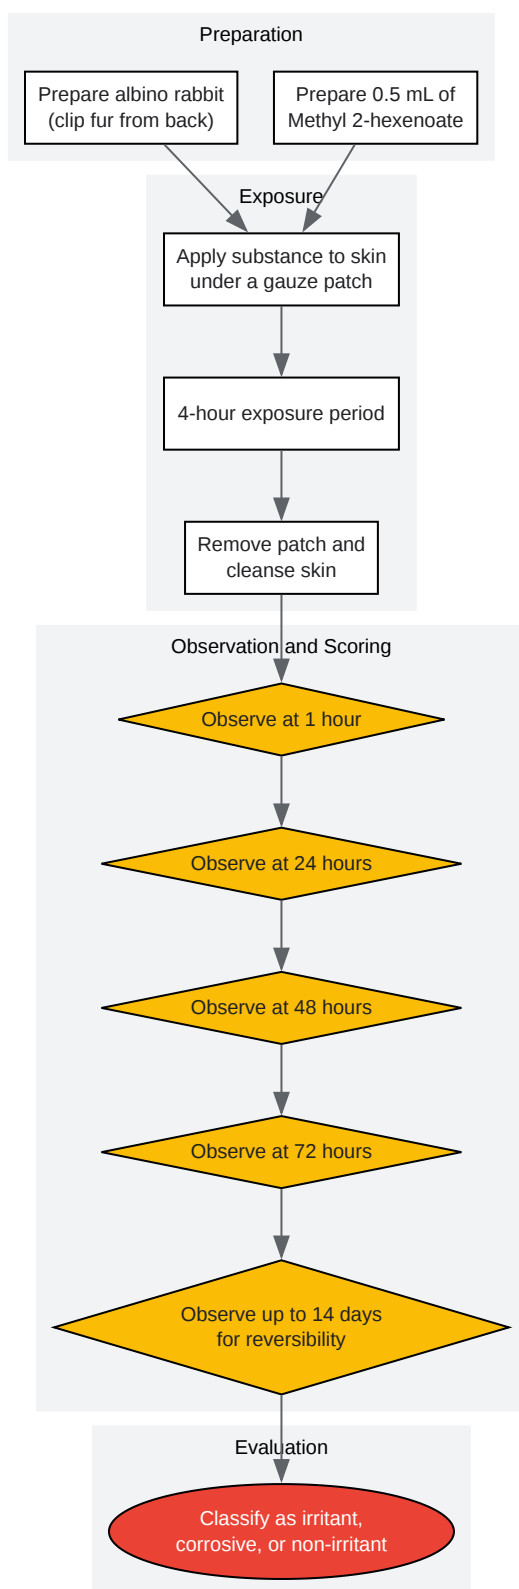 Preparation
Prepare albino rabbit
(clip fur from back)
Prepare 0.5 mL of
Methyl 2-hexenoate
Exposure
Apply substance to skin
under a gauze patch
4-hour exposure period
Remove patch and
cleanse skin
Observation and Scoring
Observe at 1 hour
Observe at 24 hours
Observe at 48 hours
Observe at 72 hours
Observe up to 14 days
for reversibility
Evaluation
Classify as irritant,
corrosive, or non-irritant